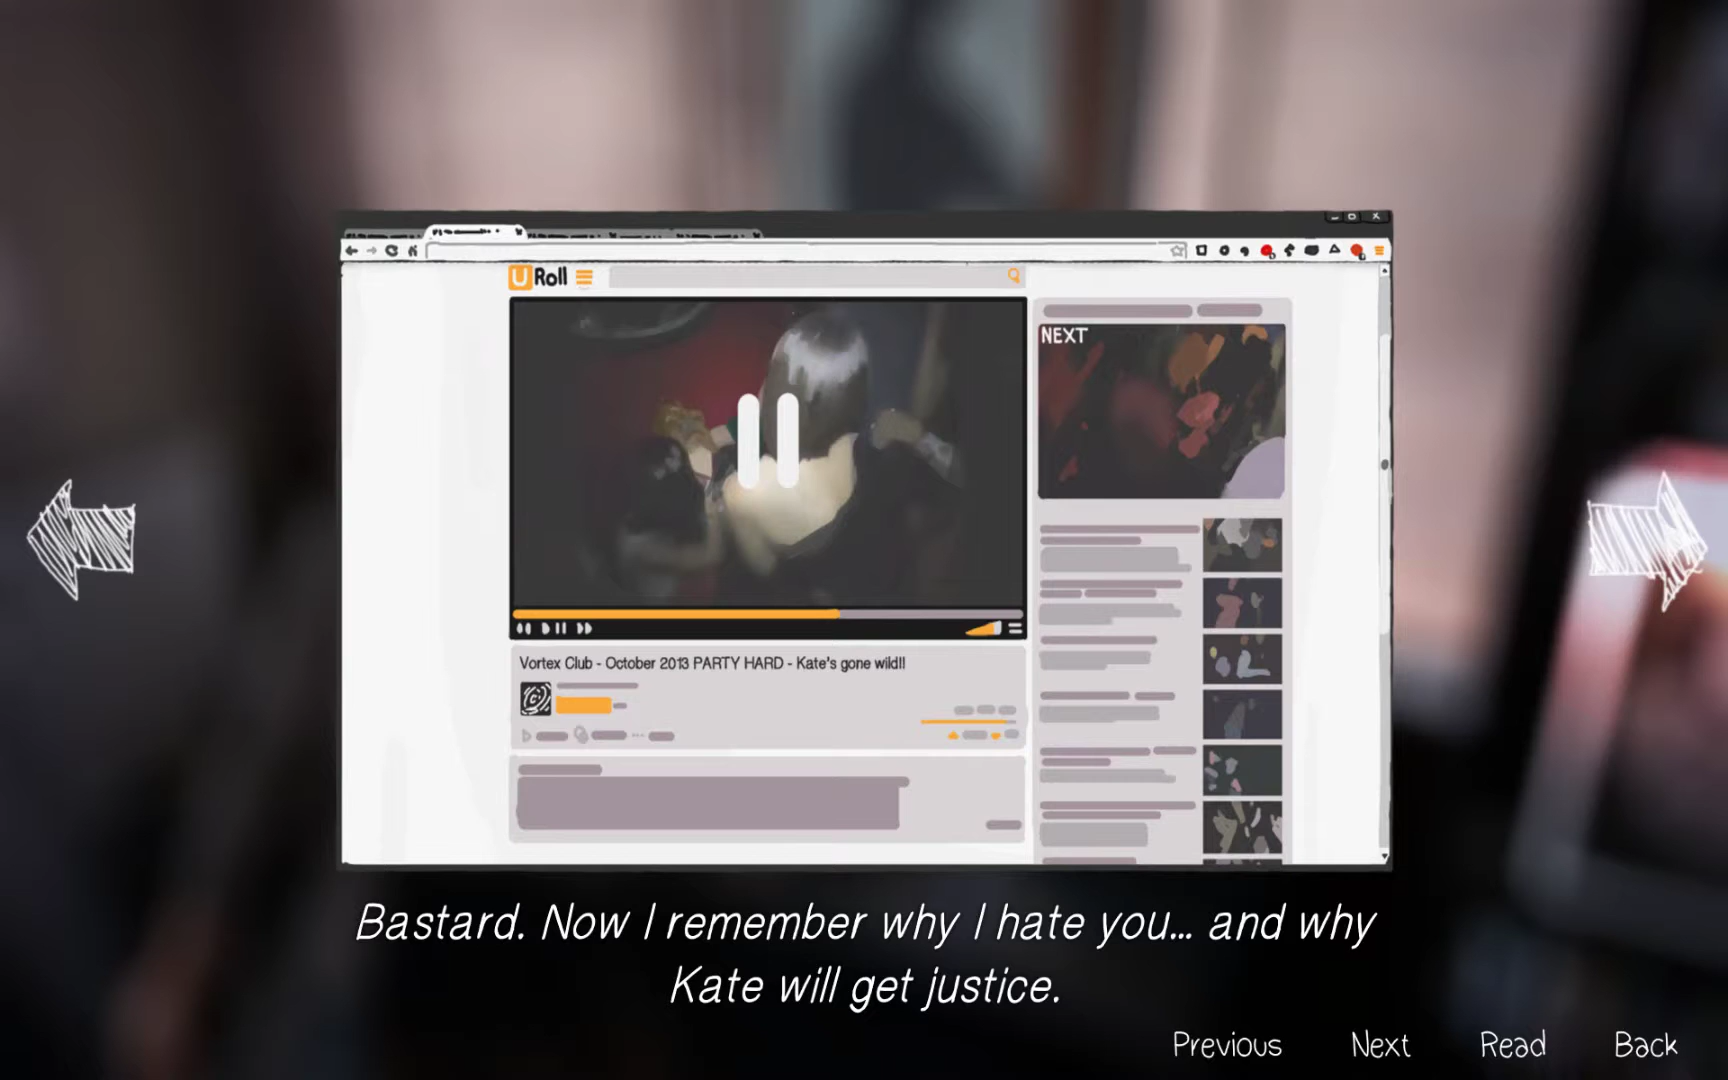 URoll
NEXT
Vortex Club - October 2013 PARTY HARD - Kate's gone wild!!
Bastard. Now I remember why I hate you... and why
Kate will get justice.
Previous Next Read Back